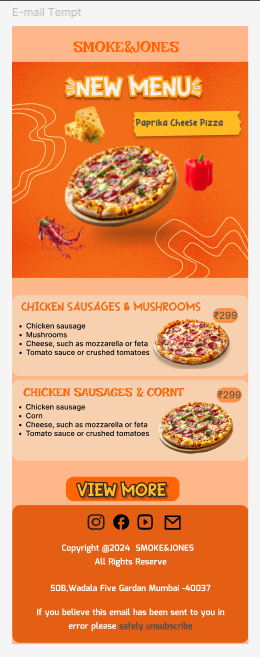 E-mail Tempt
SMOKE&JONES
NEW MENU
Paprika Cheese Pizza
CHICKEN SAUSAGES & MUSHROOMS
₹299
• Chicken sausage
• Mushrooms
• Cheese, such as mozzarella or feta
• Tomato sauce or crushed tomatoes
CHICKEN SAUSAGES & CORNT
₹299
• Chicken sausage
• Corn
• Cheese, such as mozzarella or feta
• Tomato sauce or crushed tomatoes
VIEW MORE
Copyright @2024 SMOKE&JONES
All Rights Reserve
50B,Wadala Five Gardan Mumbai -40037
If you believe this email has been sent to you in
error please safely unsubscribe